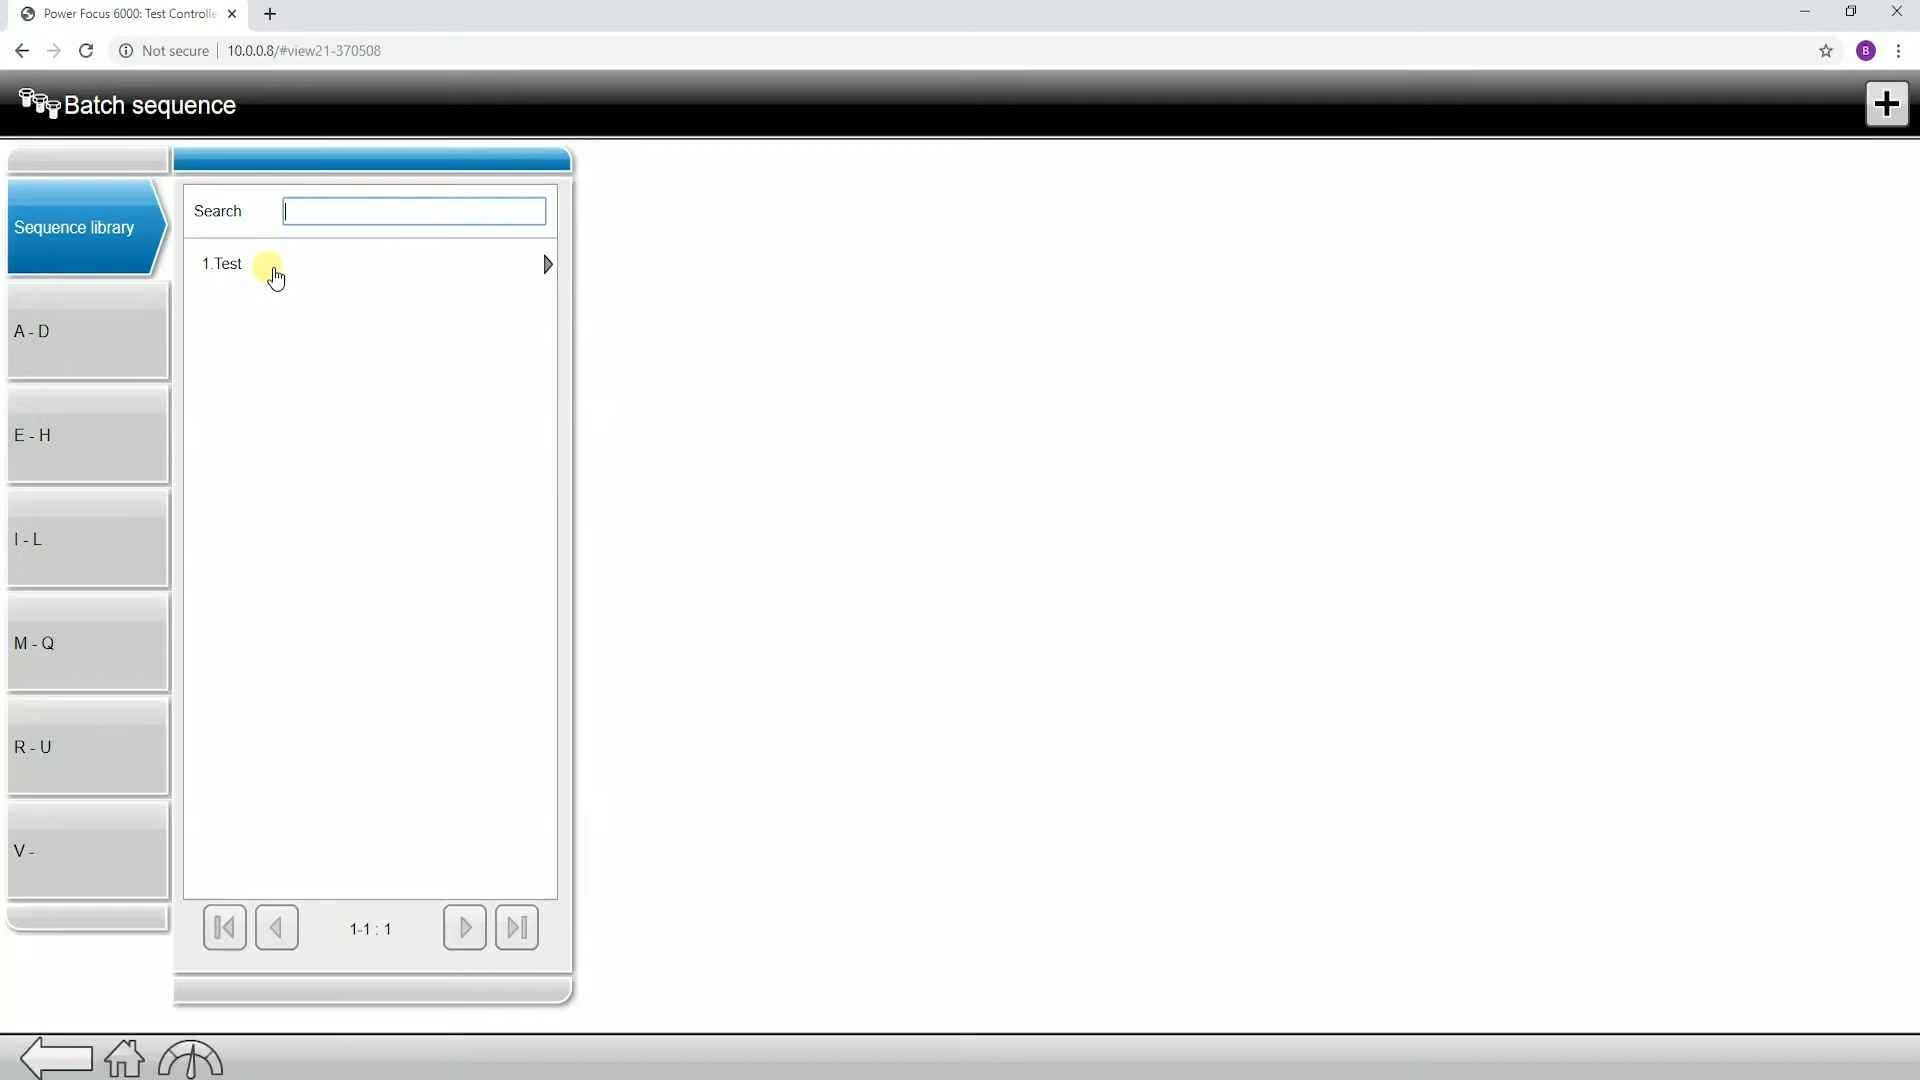 Power Focus 6000: Test Controlle
Not secure
10.0.0.8/#view21-370508
B
Batch sequence
Sequence library
Search
1.Test
A - D
E - H
I - L
M - Q
R - U
V -
1-1 : 1